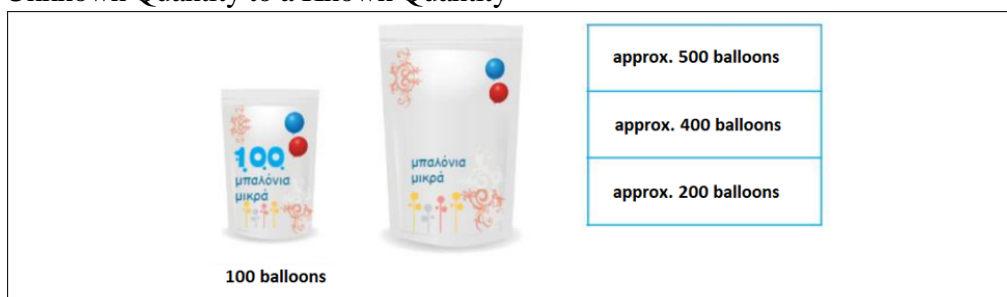 Unknown Quantity to a Known Quantity
100
μπαλόνια
μικρά
100 balloons
μπαλόνια
μικρά
approx. 500 balloons
approx. 400 balloons
approx. 200 balloons